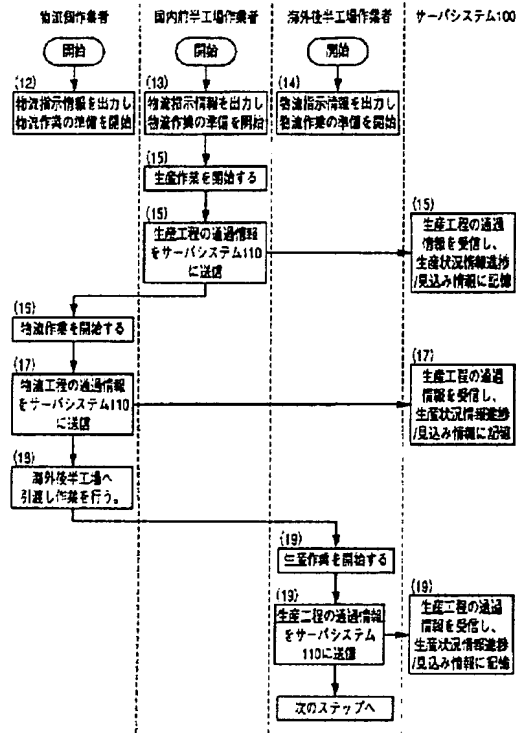 物流側作業者
国内前半工場作業者
海外後半工場作業者
サーバシステム100
開始
開始
開始
(12)
物流指示情報を出力し
物流作業の準備を開始
(13)
物流指示情報を出力し
物流作業の準備を開始
(14)
物流指示情報を出力し
物流作業の準備を開始
(15)
生産作業を開始する
(15)
生産工程の通過情報
をサーバシステム110
に送信
(15)
生産工程の通過
情報を受信し、
生産状況情報進捗
/見込み情報に記憶
(16)
物流作業を開始する
(17)
物流工程の通過情報
をサーバシステム110
に送信
(17)
生産工程の通過
情報を受信し、
生産状況情報進捗
/見込み情報に記憶
(18)
海外後半工場へ
引渡し作業を行う。
(19)
生産作業を開始する
(19)
生産工程の通過情報
をサーバシステム
110に送信
(19)
生産工程の通過
情報を受信し、
生産状況情報進捗
/見込み情報に記憶
次のステップへ